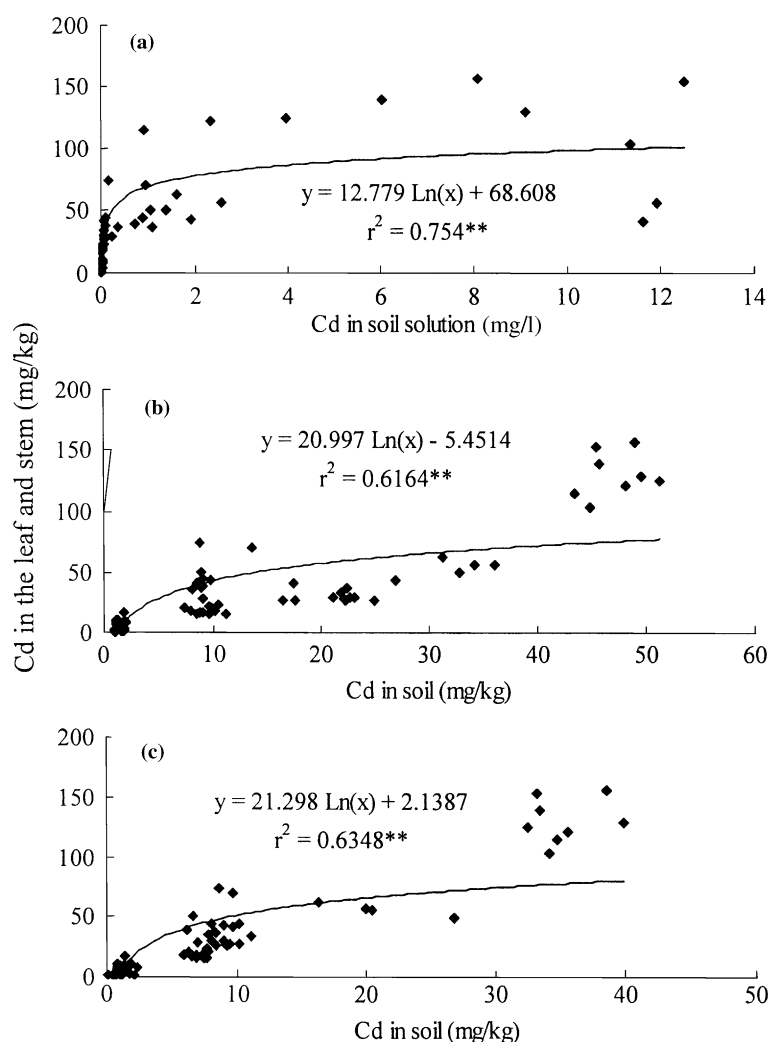 Cd in the leaf and stem (mg/kg)
(a)
200
150
100
50
0
y = 12.779 Ln(x) + 68.608
r² = 0.754**
0 2 4 6 8 10 12 14
Cd in soil solution (mg/l)
(b)
200
150
100
50
0
y = 20.997 Ln(x) - 5.4514
r² = 0.6164**
0 10 20 30 40 50 60
Cd in soil (mg/kg)
(c)
200
150
100
50
0
y = 21.298 Ln(x) + 2.1387
r² = 0.6348**
0 10 20 30 40 50
Cd in soil (mg/kg)